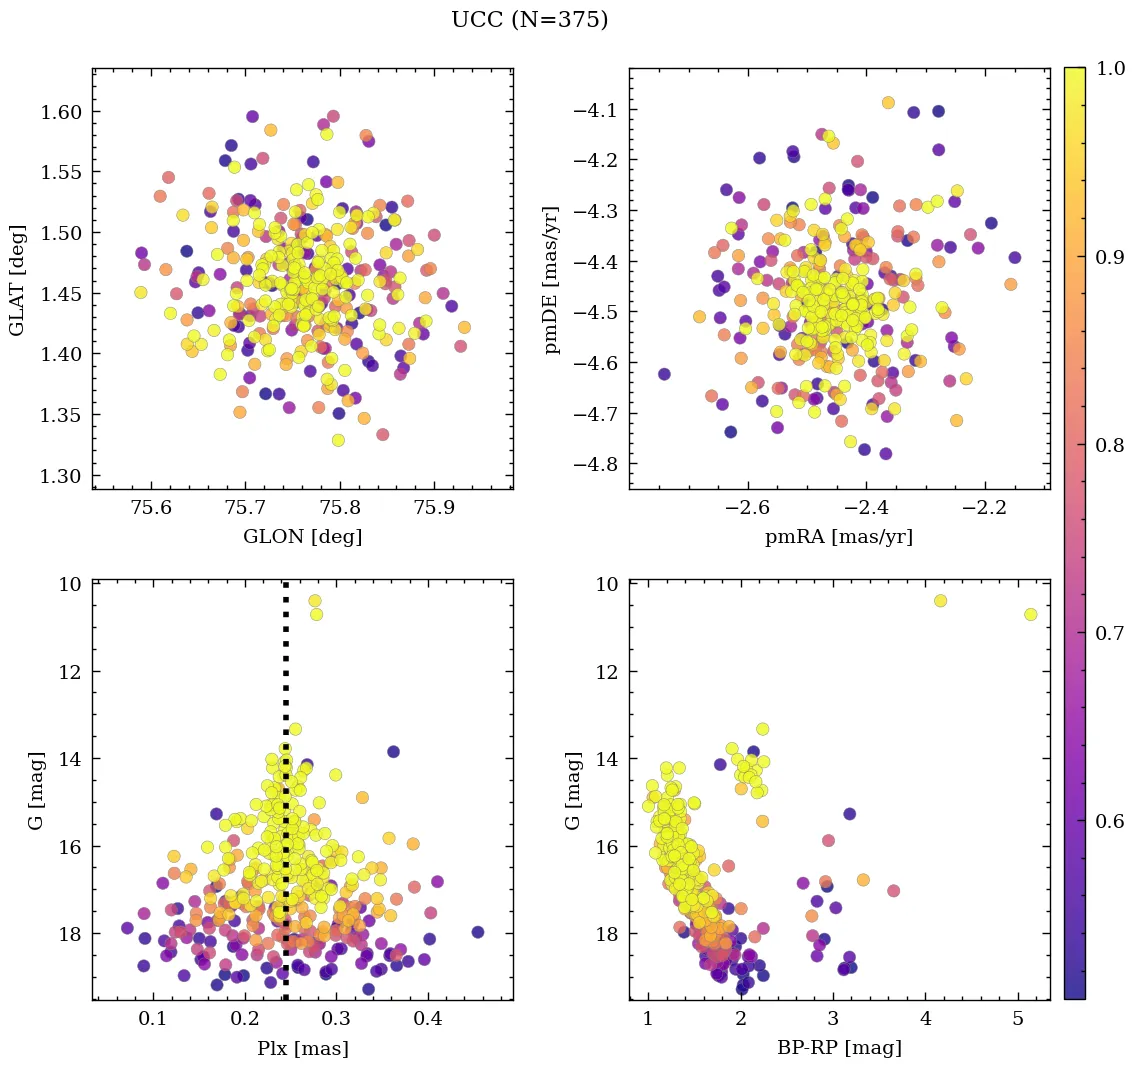 UCC (N=375)
1.60
1.55
1.50
1.45
1.40
1.35
1.30
GLAT [deg]
75.6 75.7 75.8 75.9
GLON [deg]
−4.1
−4.2
−4.3
−4.4
−4.5
−4.6
−4.7
−4.8
pmDE [mas/yr]
−2.6 −2.4 −2.2
pmRA [mas/yr]
1.0
0.9
0.8
0.7
0.6
10
12
14
16
18
G [mag]
0.1 0.2 0.3 0.4
Plx [mas]
10
12
14
16
18
G [mag]
1 2 3 4 5
BP-RP [mag]